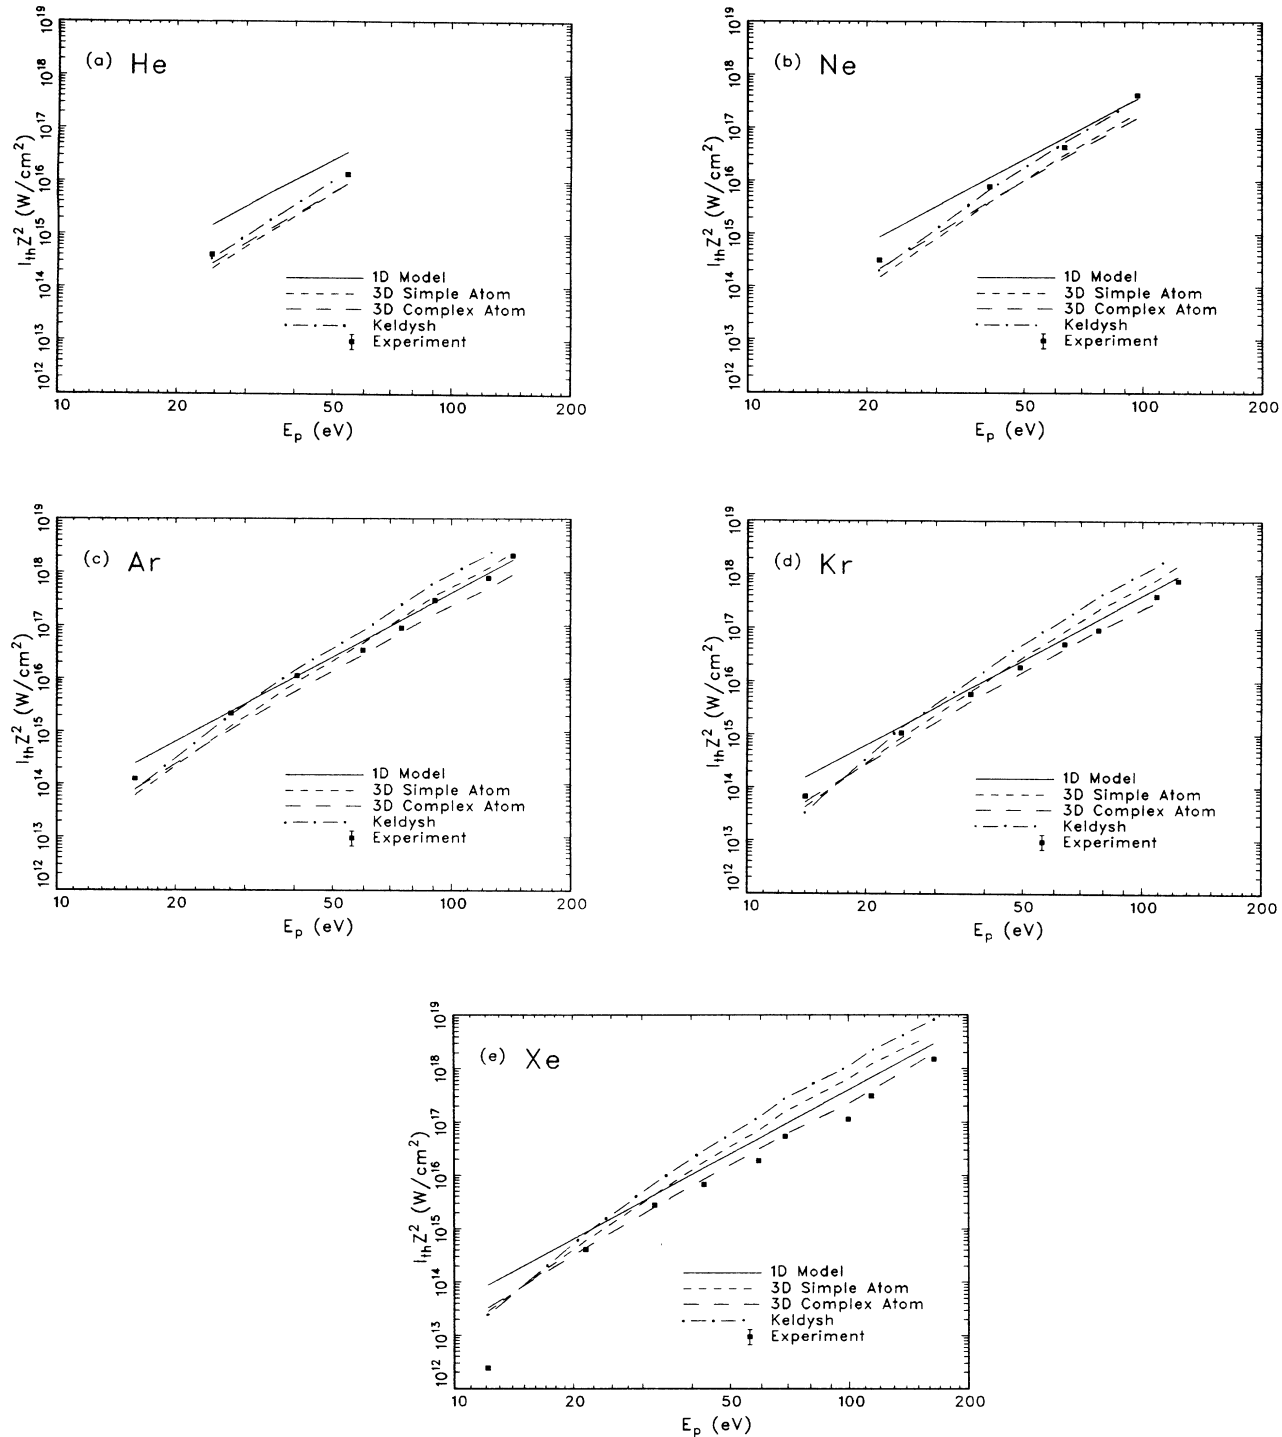 (a) He
I_th Z^2 (W/cm^2)
10^19
10^18
10^17
10^16
10^15
10^14
10^13
10^12
1D Model
3D Simple Atom
3D Complex Atom
Keldysh
Experiment
10 20 50 100 200
E_p (eV)
(b) Ne
I_th Z^2 (W/cm^2)
10^19
10^18
10^17
10^16
10^15
10^14
10^13
10^12
1D Model
3D Simple Atom
3D Complex Atom
Keldysh
Experiment
10 20 50 100 200
E_p (eV)
(c) Ar
I_th Z^2 (W/cm^2)
10^19
10^18
10^17
10^16
10^15
10^14
10^13
10^12
1D Model
3D Simple Atom
3D Complex Atom
Keldysh
Experiment
10 20 50 100 200
E_p (eV)
(d) Kr
I_th Z^2 (W/cm^2)
10^19
10^18
10^17
10^16
10^15
10^14
10^13
10^12
1D Model
3D Simple Atom
3D Complex Atom
Keldysh
Experiment
10 20 50 100 200
E_p (eV)
(e) Xe
I_th Z^2 (W/cm^2)
10^19
10^18
10^17
10^16
10^15
10^14
10^13
10^12
1D Model
3D Simple Atom
3D Complex Atom
Keldysh
Experiment
10 20 50 100 200
E_p (eV)